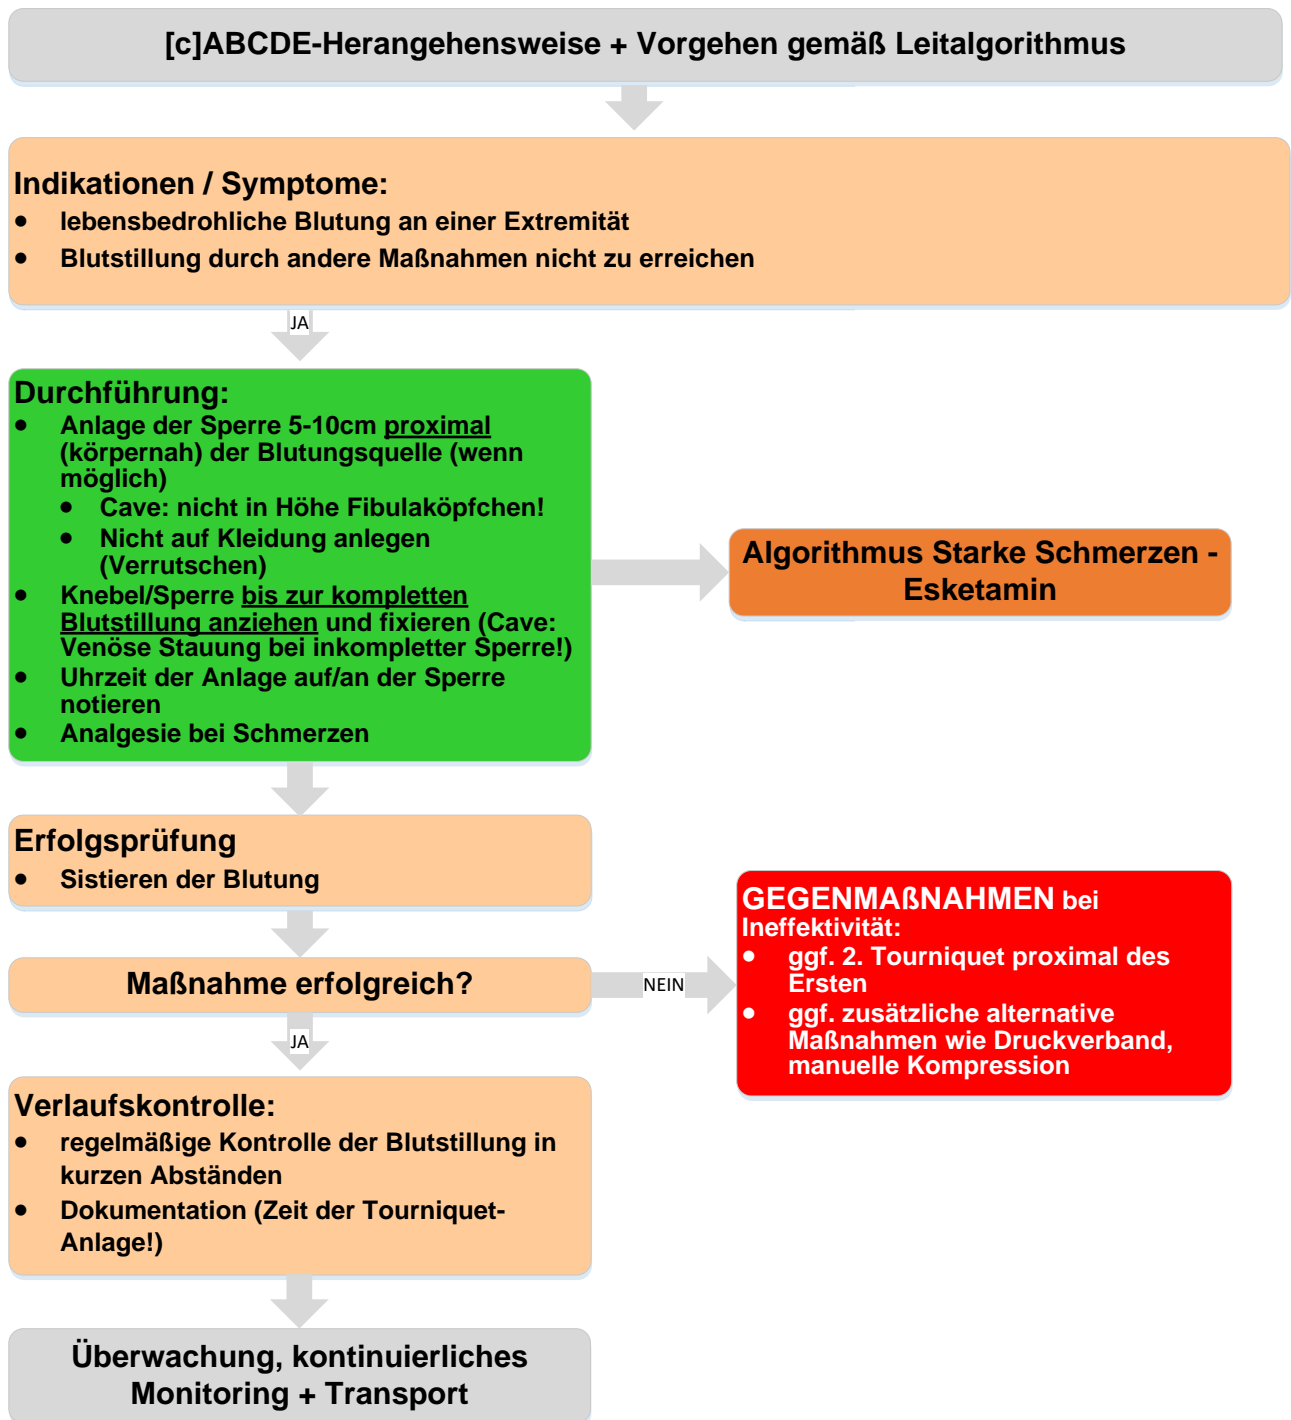 [c]ABCDE-Herangehensweise + Vorgehen gemäß Leitalgorithmus
Indikationen / Symptome:
• lebensbedrohliche Blutung an einer Extremität
• Blutstillung durch andere Maßnahmen nicht zu erreichen
JA
Durchführung:
• Anlage der Sperre 5-10cm proximal
(körpernah) der Blutungsquelle (wenn
möglich)
• Cave: nicht in Höhe Fibulaköpfchen!
• Nicht auf Kleidung anlegen
(Verrutschen)
• Knebel/Sperre bis zur kompletten
Blutstillung anziehen und fixieren (Cave:
Venöse Stauung bei inkompletter Sperre!)
• Uhrzeit der Anlage auf/an der Sperre
notieren
• Analgesie bei Schmerzen
Algorithmus Starke Schmerzen -
Esketamin
Erfolgsprüfung
• Sistieren der Blutung
Maßnahme erfolgreich?
NEIN
GEGENMAßNAHMEN bei
Ineffektivität:
• ggf. 2. Tourniquet proximal des
Ersten
• ggf. zusätzliche alternative
Maßnahmen wie Druckverband,
manuelle Kompression
JA
Verlaufskontrolle:
• regelmäßige Kontrolle der Blutstillung in
kurzen Abständen
• Dokumentation (Zeit der Tourniquet-
Anlage!)
Überwachung, kontinuierliches
Monitoring + Transport